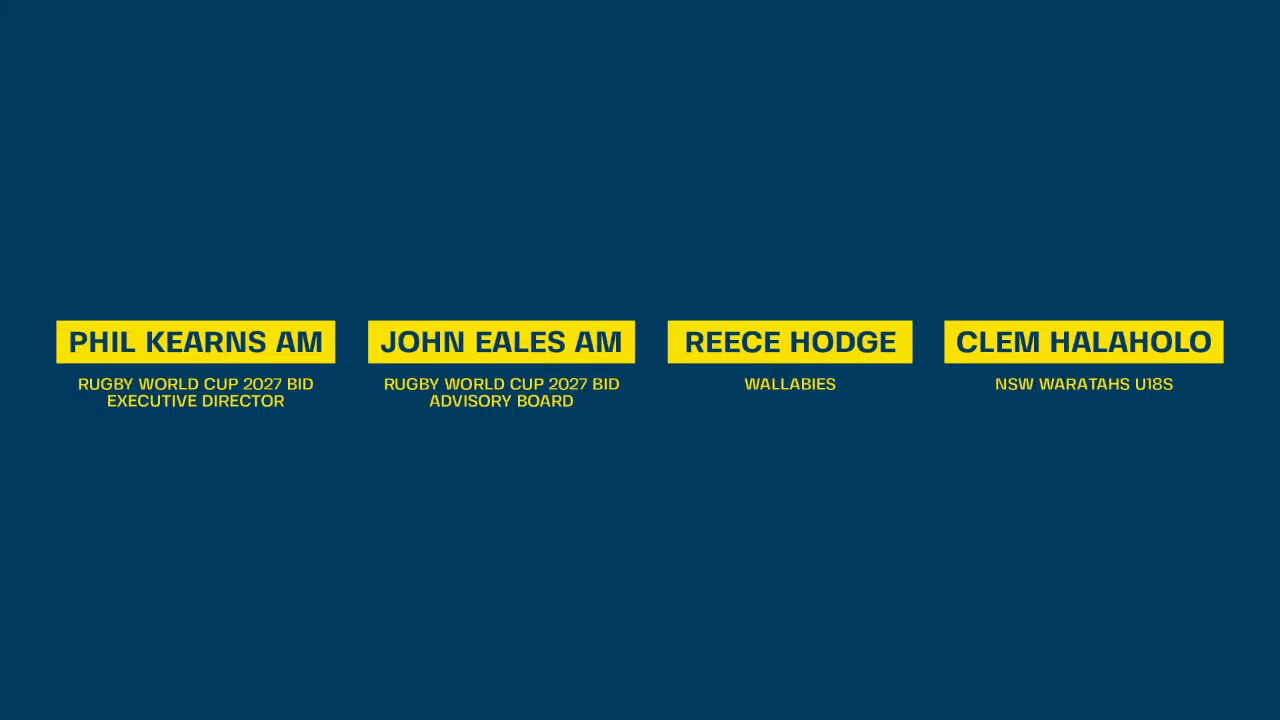 PHIL KEARNS AM
RUGBY WORLD CUP 2027 BID
EXECUTIVE DIRECTOR
JOHN EALES AM
RUGBY WORLD CUP 2027 BID
ADVISORY BOARD
REECE HODGE
WALLABIES
CLEM HALAHOLO
NSW WARATAHS U18S